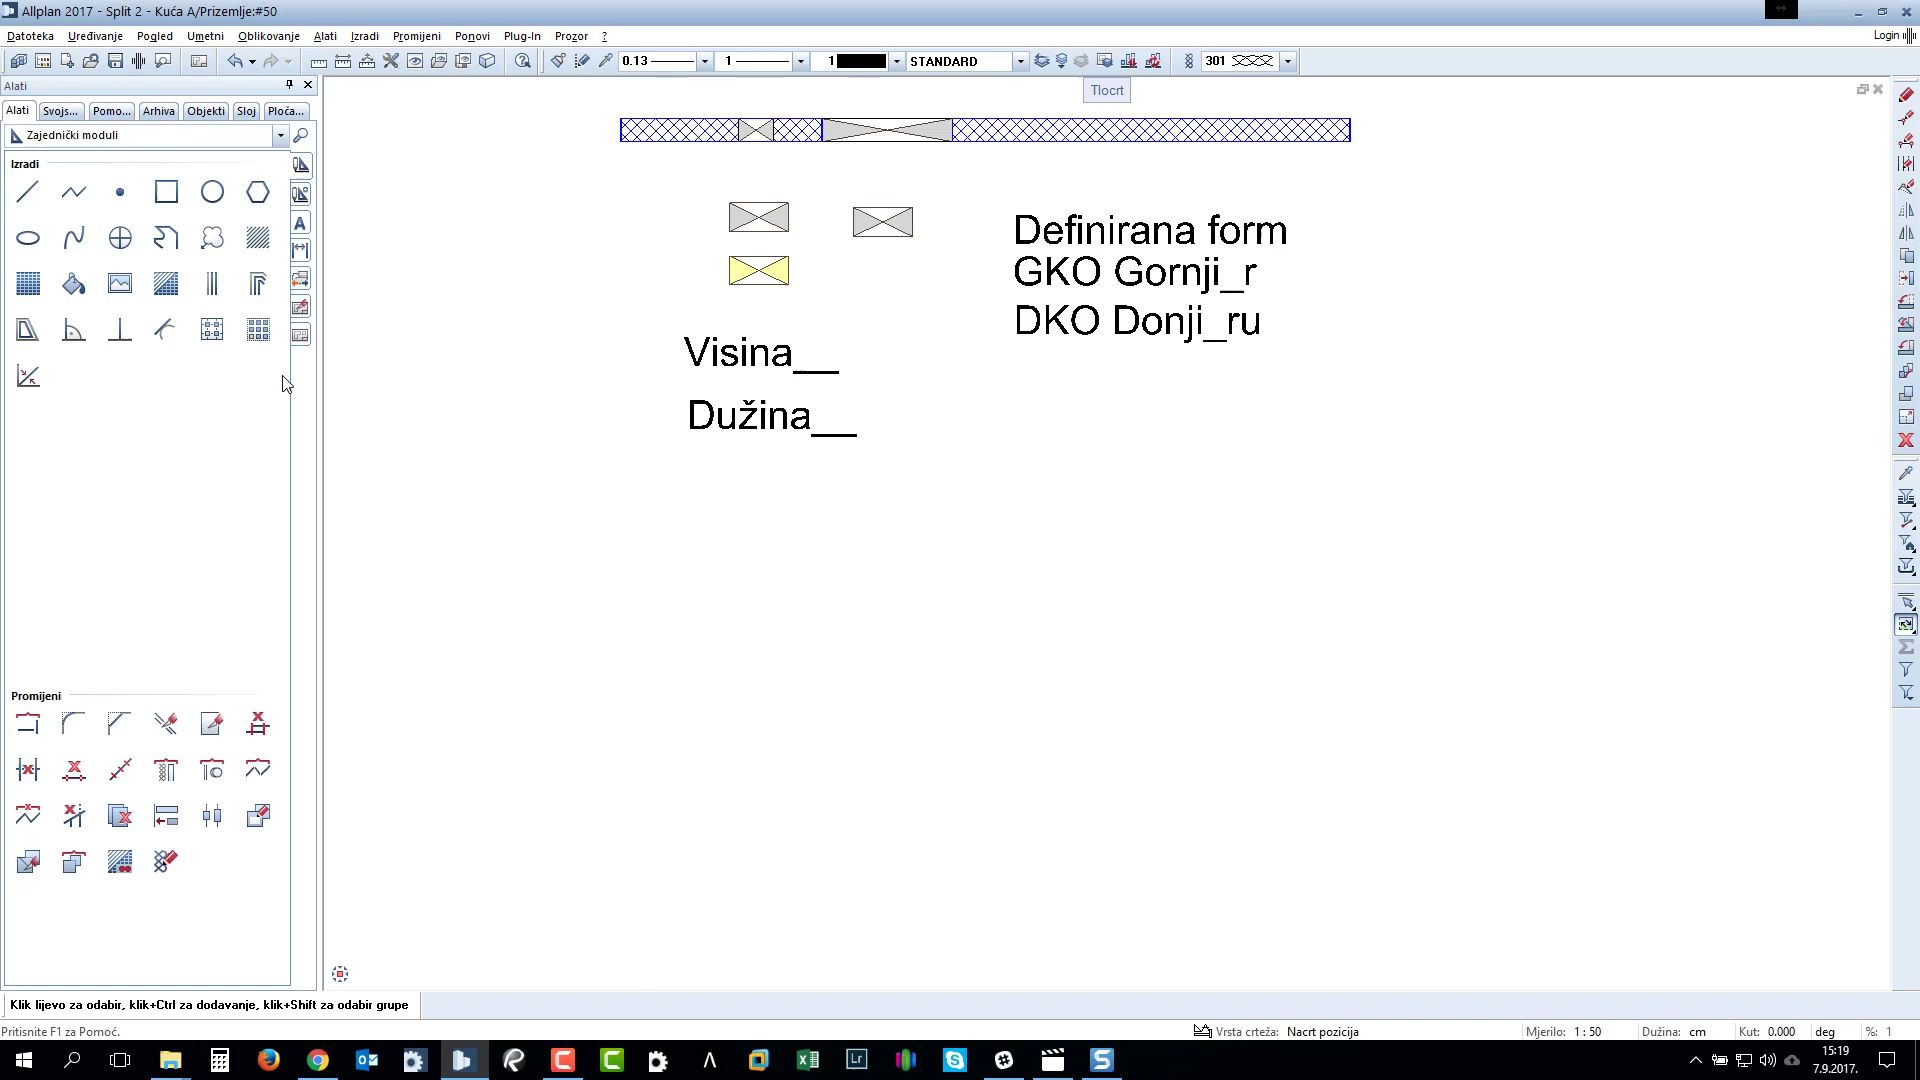 Allplan 2017 - Split 2 - Kuća A/Prizemlje:#50
Datoteka Uređivanje Pogled Umetni Oblikovanje Alati Izradi Promijeni Ponovi Plug-In Prozor ?
Login
0.13 1 1 STANDARD 301
Alati
Tlocrt
Alati Svojs... Pomo... Arhiva Objekti Sloj Ploča...
Zajednički moduli
Izradi
A
Definirana form
GKO Gornji_r
DKO Donji_ru
Visina__
Dužina__
Promijeni
Klik lijevo za odabir, klik+Ctrl za dodavanje, klik+Shift za odabir grupe
Pritisnite F1 za Pomoć.
Vrsta crteža: Nacrt pozicija
Mjerilo: 1 : 50
Dužina: cm
Kut: 0.000 deg
%: 1
15:19
7.9.2017.